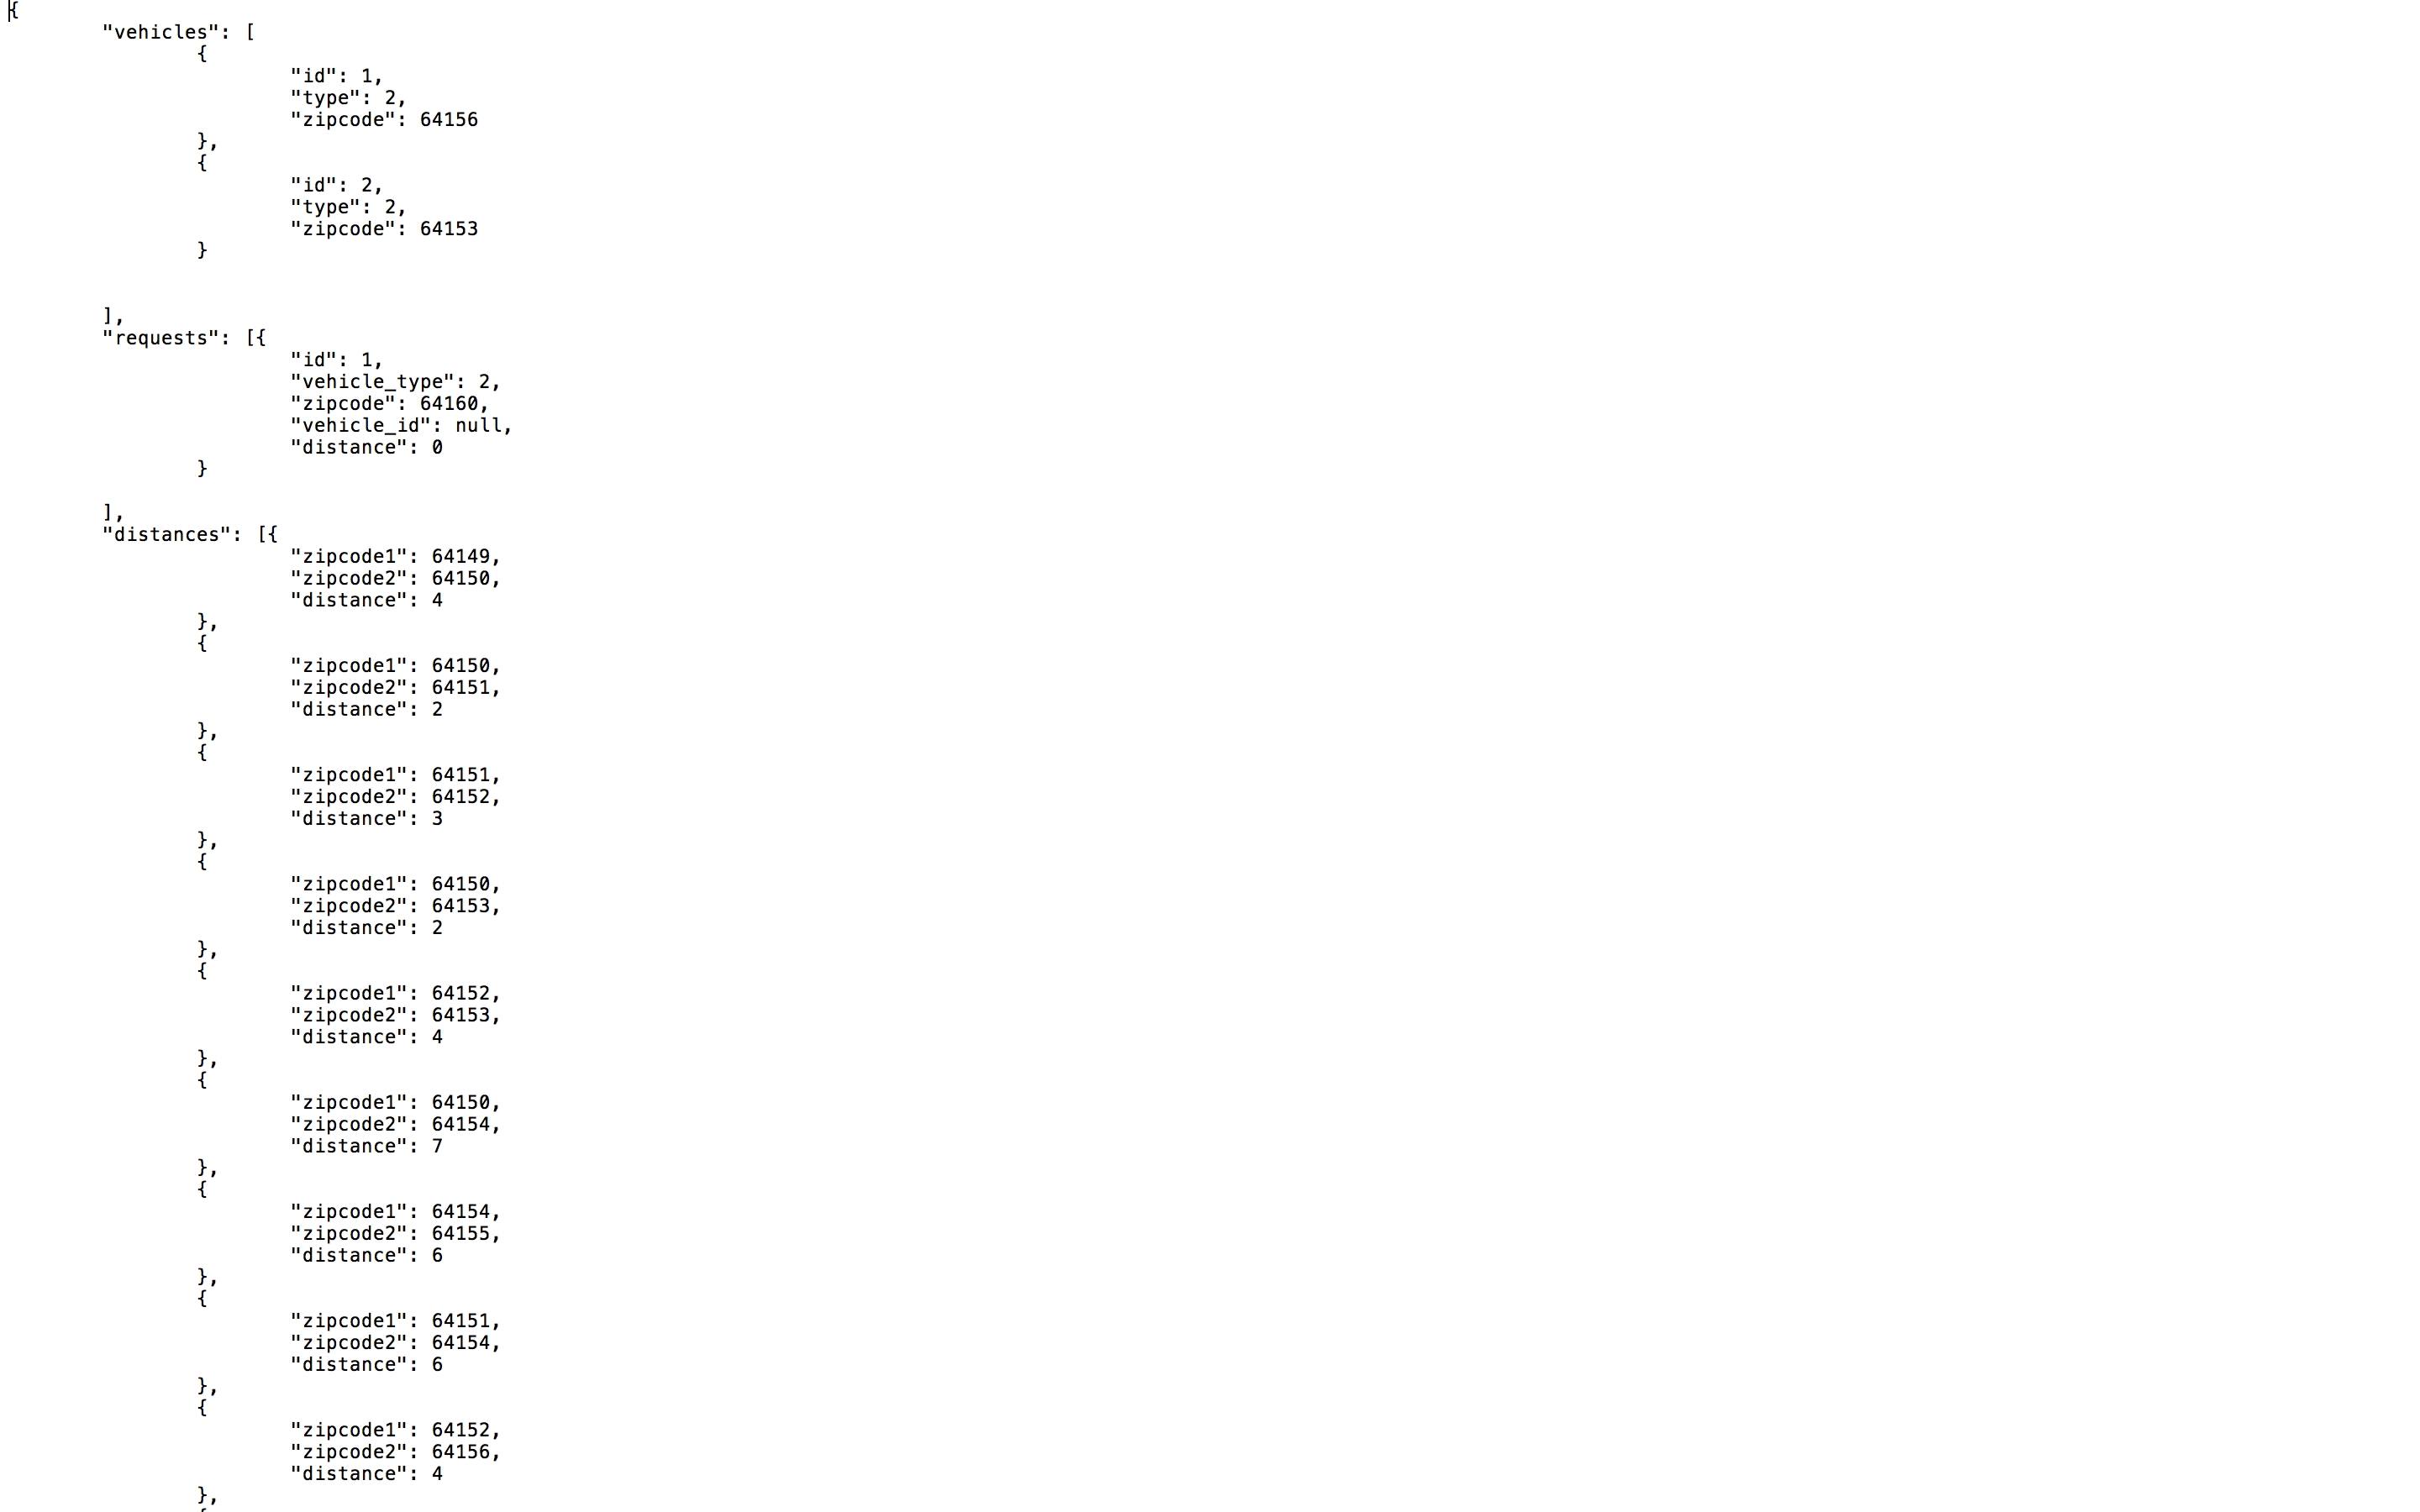 {
"vehicles": [
{
"id": 1,
"type": 2,
"zipcode": 64156
},
{
"id": 2,
"type": 2,
"zipcode": 64153
}
],
"requests": [{
"id": 1,
"vehicle_type": 2,
"zipcode": 64160,
"vehicle_id": null,
"distance": 0
}
],
"distances": [{
"zipcode1": 64149,
"zipcode2": 64150,
"distance": 4
},
{
"zipcode1": 64150,
"zipcode2": 64151,
"distance": 2
},
{
"zipcode1": 64151,
"zipcode2": 64152,
"distance": 3
},
{
"zipcode1": 64150,
"zipcode2": 64153,
"distance": 2
},
{
"zipcode1": 64152,
"zipcode2": 64153,
"distance": 4
},
{
"zipcode1": 64150,
"zipcode2": 64154,
"distance": 7
},
{
"zipcode1": 64154,
"zipcode2": 64155,
"distance": 6
},
{
"zipcode1": 64151,
"zipcode2": 64154,
"distance": 6
},
{
"zipcode1": 64152,
"zipcode2": 64156,
"distance": 4
},
{